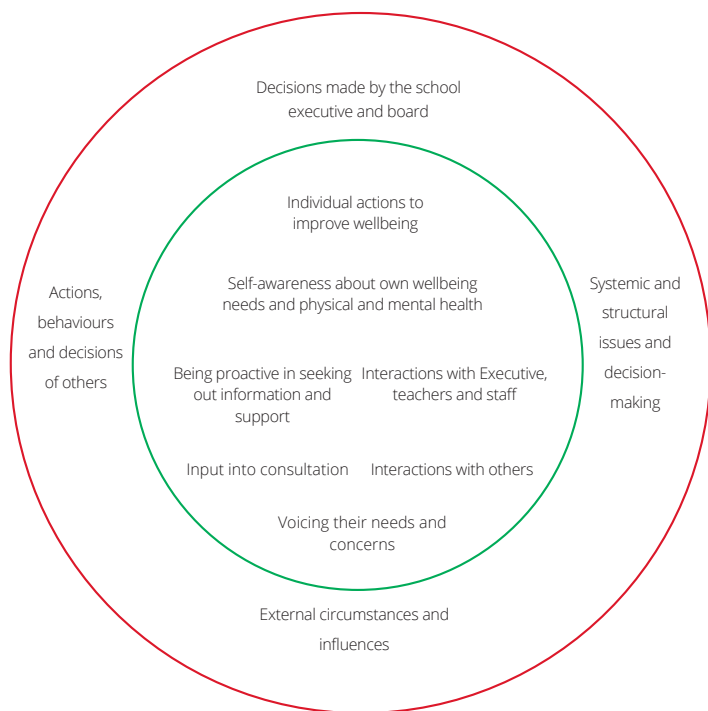 Decisions made by the school
executive and board
Individual actions to
improve wellbeing
Self-awareness about own wellbeing
needs and physical and mental health
Actions,
behaviours
and decisions
of others
Systemic and
structural
issues and
decision-
making
Being proactive in seeking
out information and
support
Interactions with Executive,
teachers and staff
Input into consultation
Interactions with others
Voicing their needs and
concerns
External circumstances and
influences